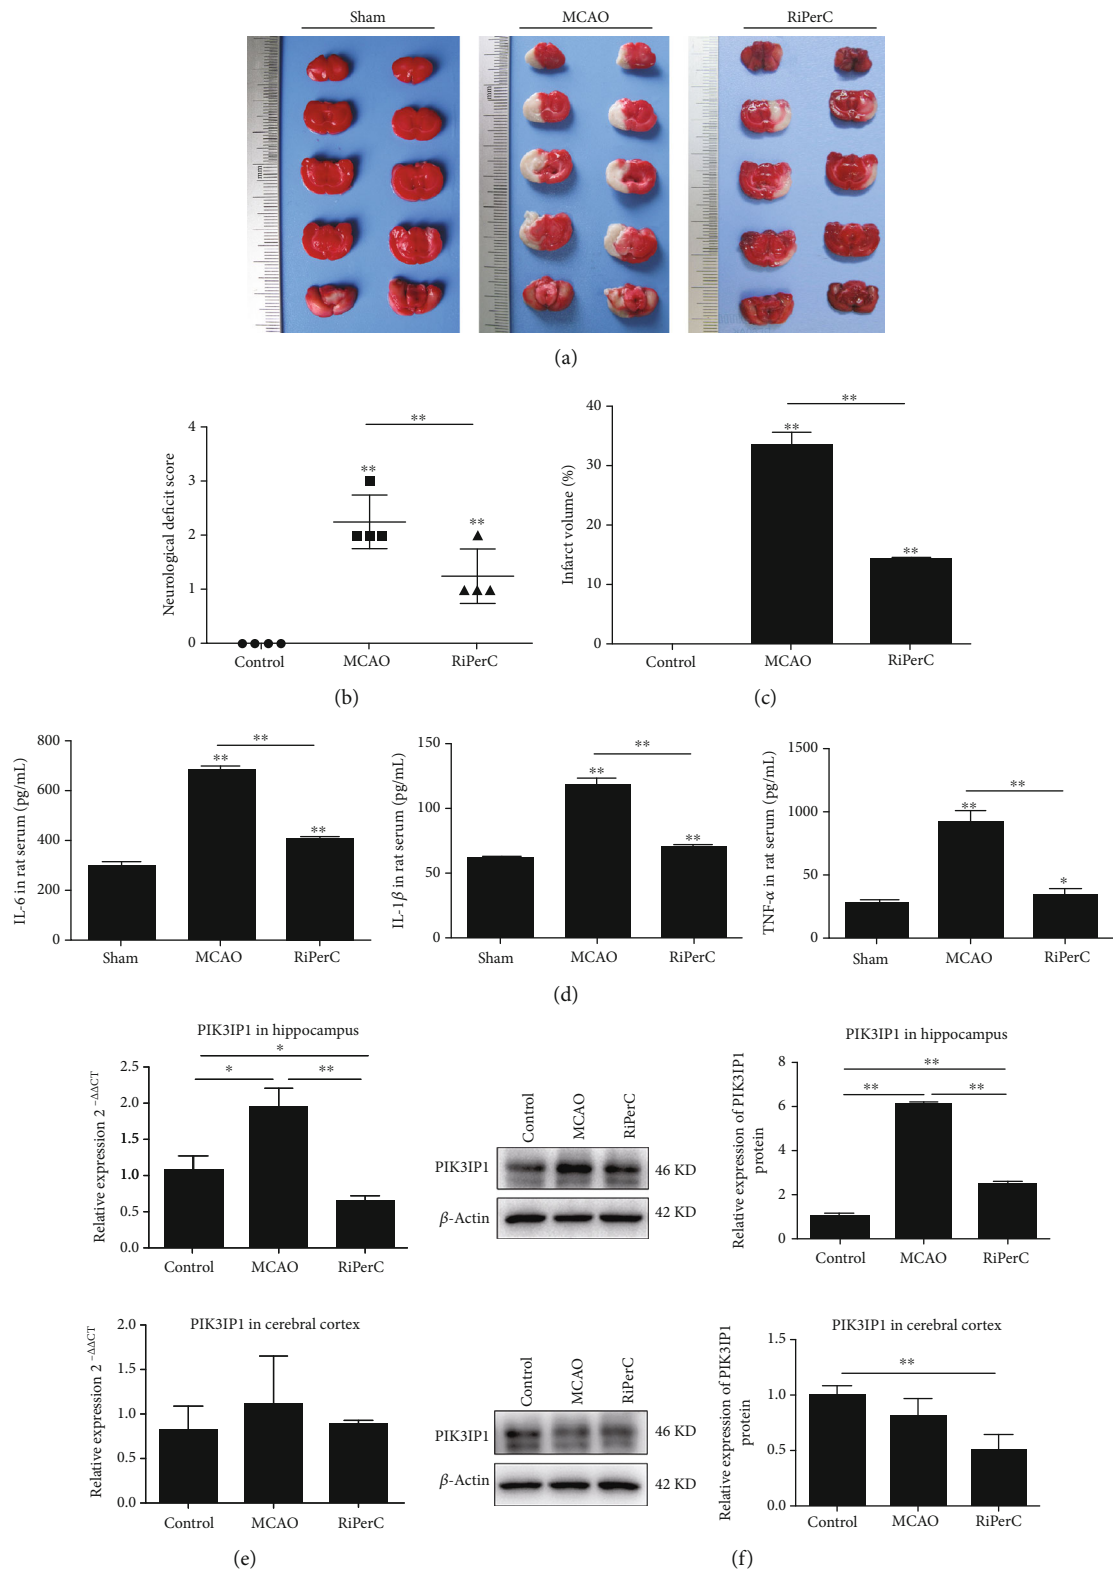 Sham
MCAO
RiPerC
mm
mm
mm
(a)
Neurological deficit score
4
3
2
1
0
**
**
**
Control
MCAO
RiPerC
(b)
Infarct volume (%)
40
30
20
10
0
**
**
**
Control
MCAO
RiPerC
(c)
IL-6 in rat serum (pg/mL)
800
600
400
200
0
**
**
**
Sham
MCAO
RiPerC
IL-1β in rat serum (pg/mL)
150
100
50
0
**
**
**
Sham
MCAO
RiPerC
TNF-α in rat serum (pg/mL)
1500
1000
500
0
**
**
*
Sham
MCAO
RiPerC
(d)
PIK3IP1 in hippocampus
Relative expression 2 −ΔΔCT
2.5
2.0
1.5
1.0
0.5
0.0
*
*
**
Control
MCAO
RiPerC
Control
MCAO
RiPerC
PIK3IP1
46 KD
β-Actin
42 KD
PIK3IP1 in hippocampus
Relative expression of PIK3IP1
protein
8
6
4
2
0
**
**
**
Control
MCAO
RiPerC
PIK3IP1 in cerebral cortex
Relative expression 2 −ΔΔCT
2.0
1.5
1.0
0.5
0.0
Control
MCAO
RiPerC
(e)
Control
MCAO
RiPerC
PIK3IP1
46 KD
β-Actin
42 KD
PIK3IP1 in cerebral cortex
Relative expression of PIK3IP1
protein
1.5
1.0
0.5
0.0
**
Control
MCAO
RiPerC
(f)